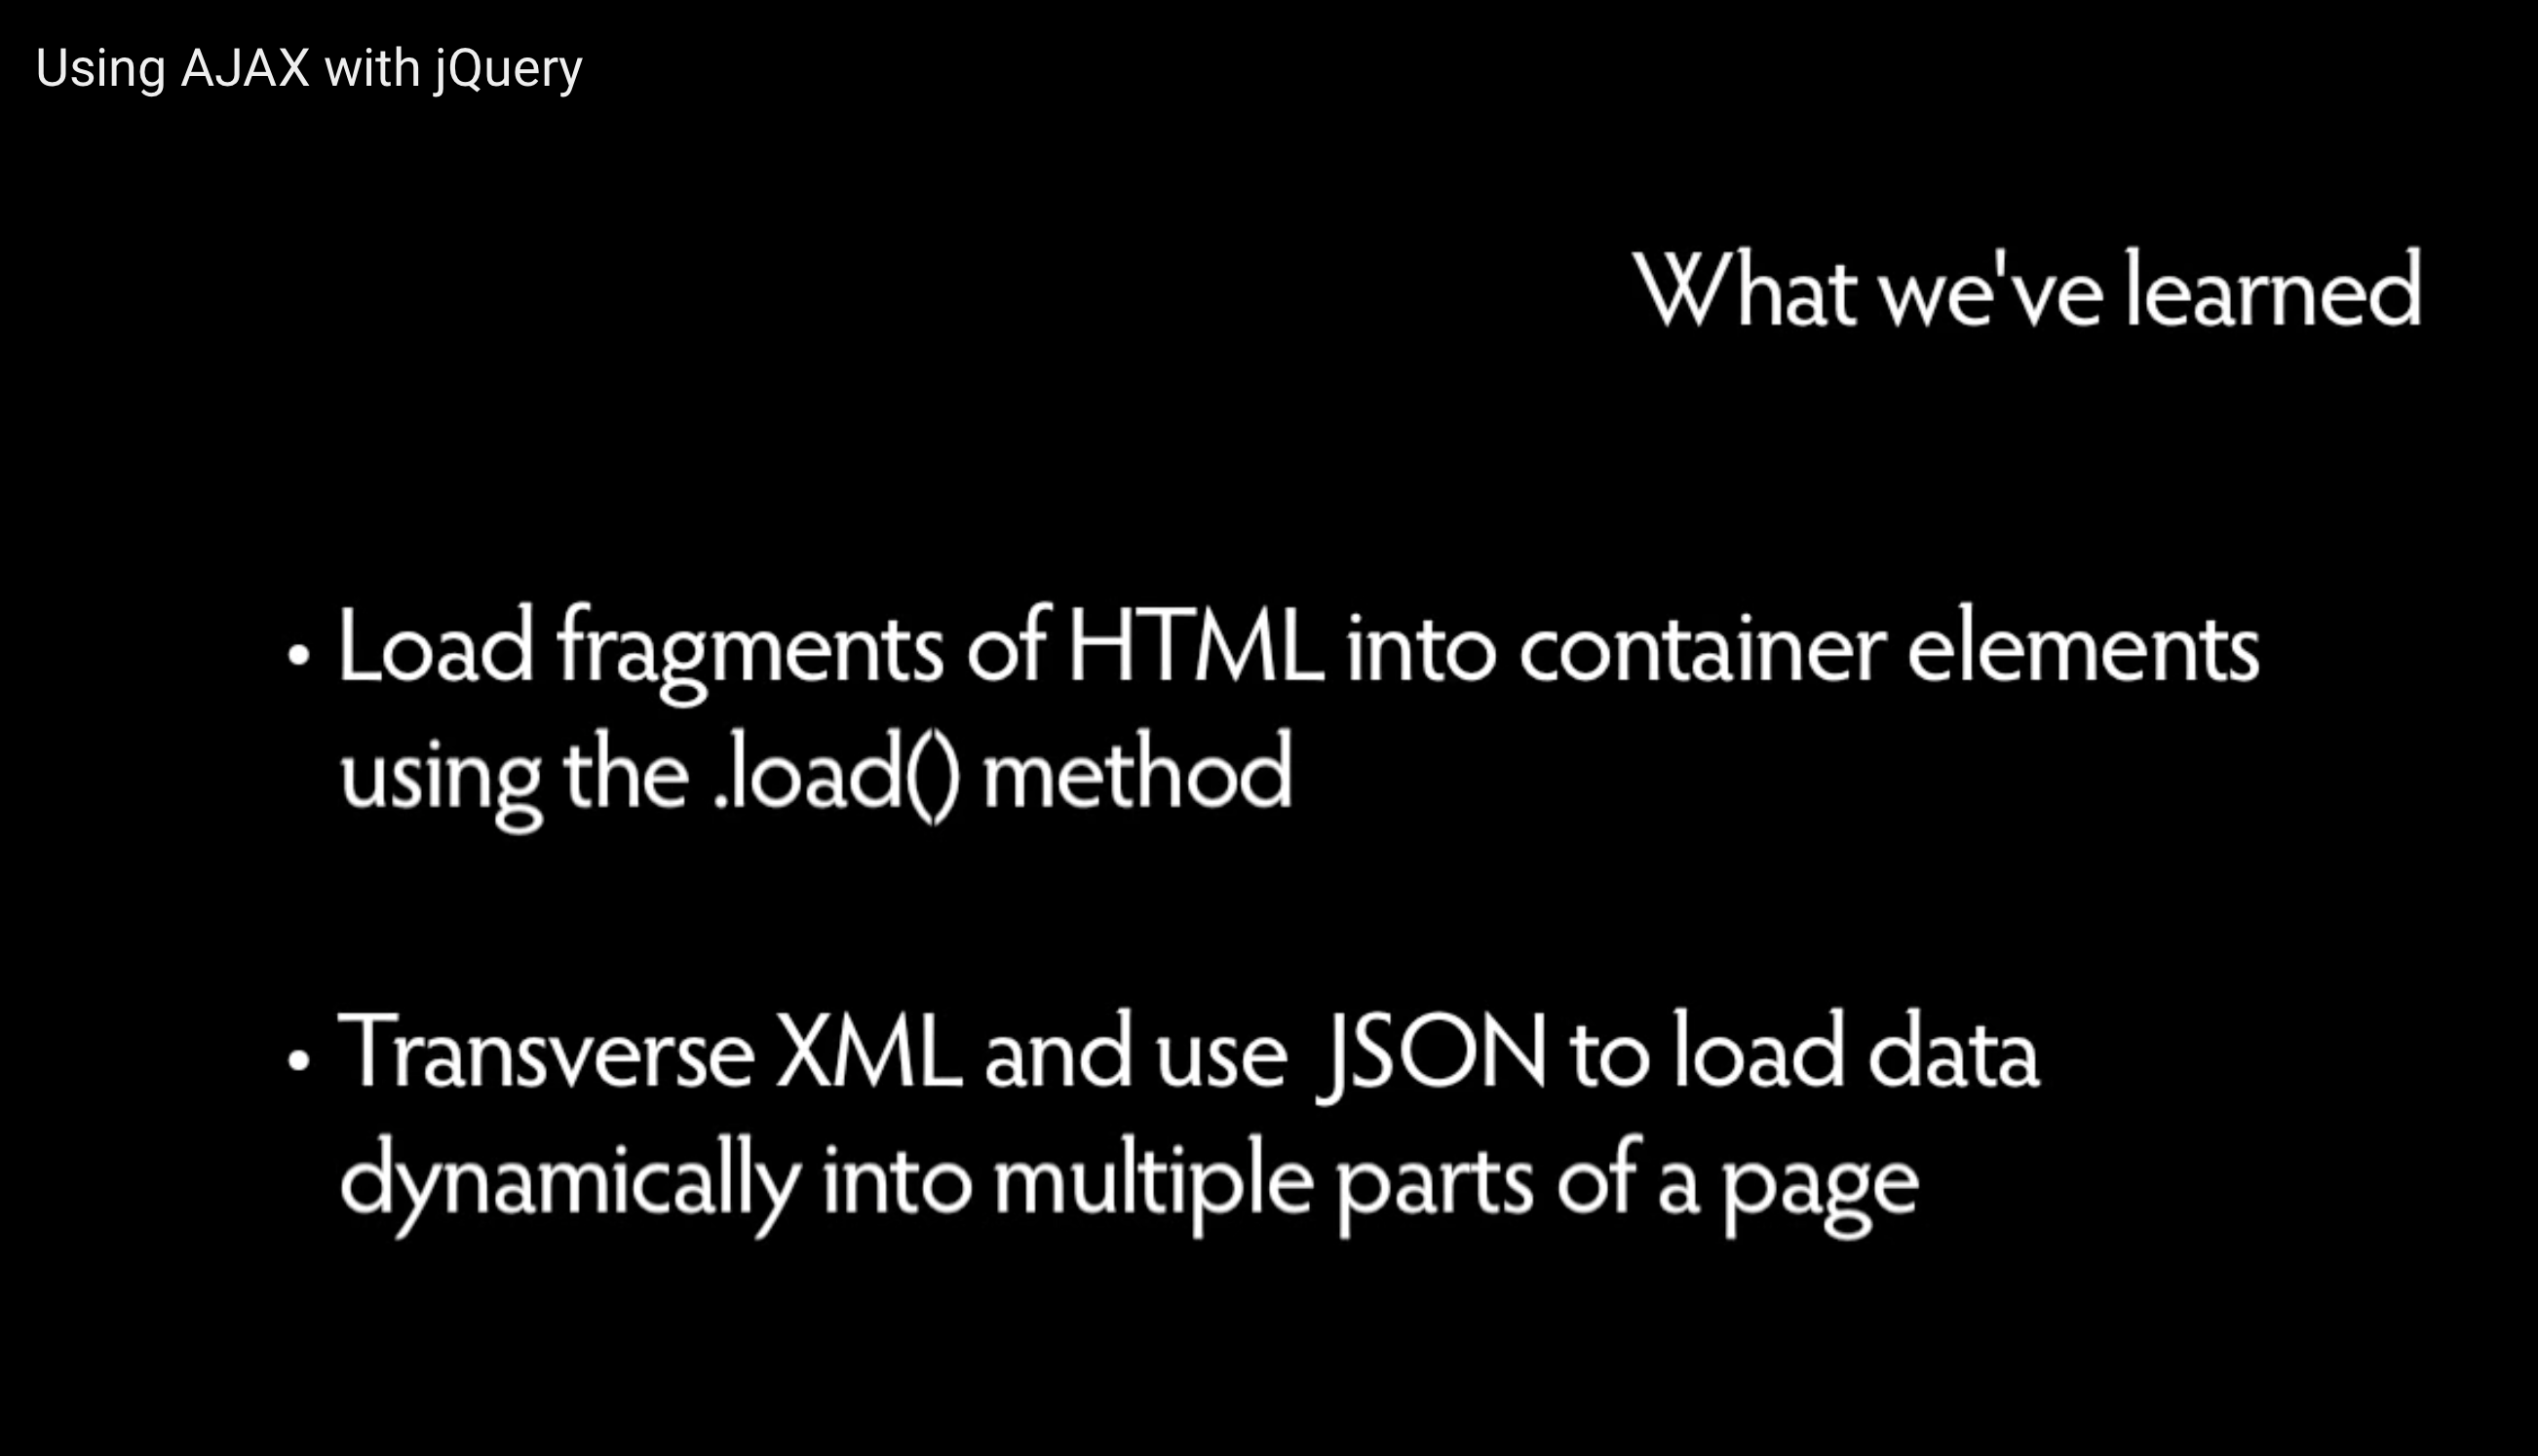 Using AJAX with jQuery
What we've learned
• Load fragments of HTML into container elements
using the .load() method
• Transverse XML and use JSON to load data
dynamically into multiple parts of a page